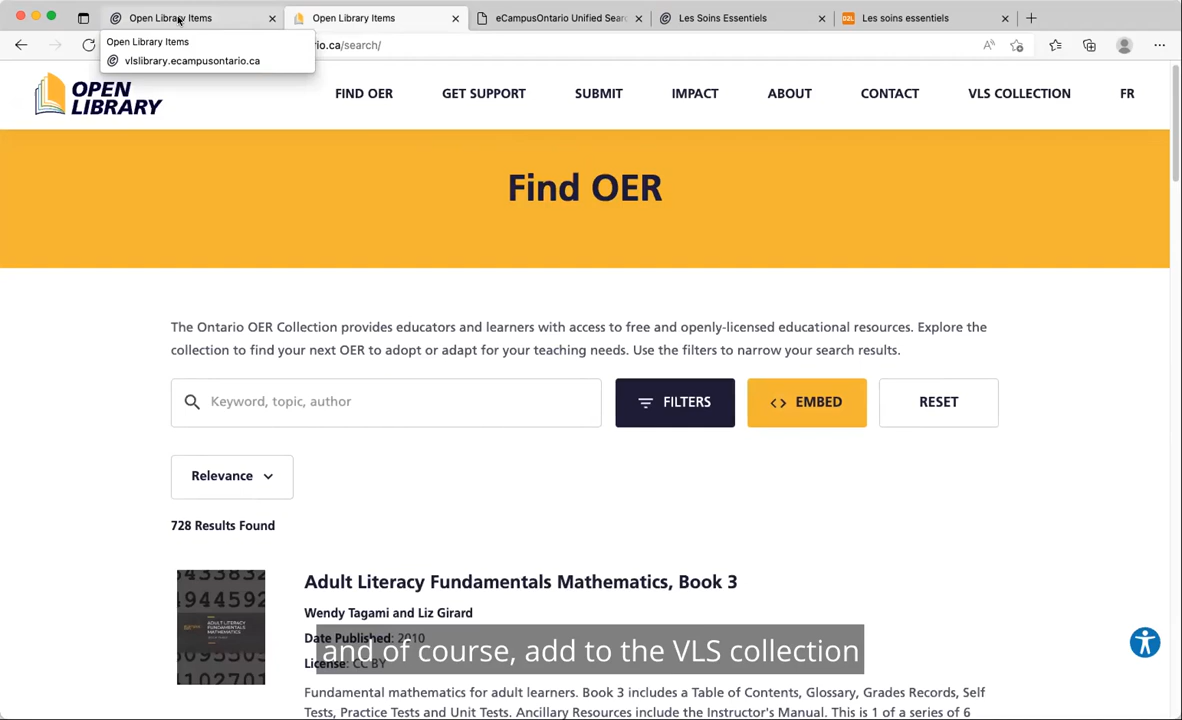 Open Library Items
Open Library Items
eCampusOntario Unified Sear
Les Soins Essentiels
Les soins essentiels
Open Library Items
vlslibrary.ecampusontario.ca
rio.ca/search/
OPEN
LIBRARY
FIND OER
GET SUPPORT
SUBMIT
IMPACT
ABOUT
CONTACT
VLS COLLECTION
FR
Find OER
The Ontario OER Collection provides educators and learners with access to free and openly-licensed educational resources. Explore the
collection to find your next OER to adopt or adapt for your teaching needs. Use the filters to narrow your search results.
Keyword, topic, author
FILTERS
EMBED
RESET
Relevance
728 Results Found
ADULT LITERACY
FUNDAMENTALS
MATHEMATICS
Adult Literacy Fundamentals Mathematics, Book 3
Wendy Tagami and Liz Girard
Date Published: 2010
and of course, add to the VLS collection
License: CC BY
Fundamental mathematics for adult learners. Book 3 includes a Table of Contents, Glossary, Grades Records, Self
Tests, Practice Tests and Unit Tests. Ancillary Resources include the Instructor's Manual. This is 1 of a series of 6